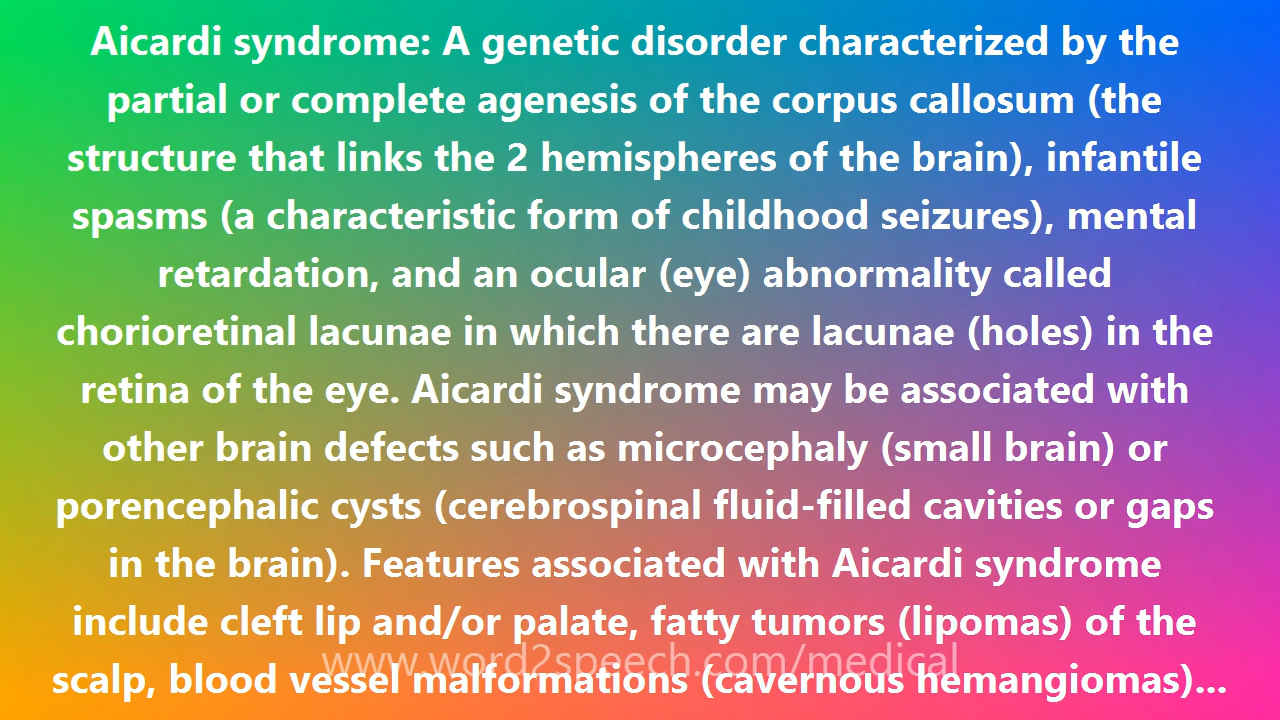 Aicardi syndrome: A genetic disorder characterized by the
partial or complete agenesis of the corpus callosum (the
structure that links the 2 hemispheres of the brain), infantile
spasms (a characteristic form of childhood seizures), mental
retardation, and an ocular (eye) abnormality called
chorioretinal lacunae in which there are lacunae (holes) in the
retina of the eye. Aicardi syndrome may be associated with
other brain defects such as microcephaly (small brain) or
porencephalic cysts (cerebrospinal fluid-filled cavities or gaps
in the brain). Features associated with Aicardi syndrome
include cleft lip and/or palate, fatty tumors (lipomas) of the
www.word2speech.com/medical
scalp, blood vessel malformations (cavernous hemangiomas)...